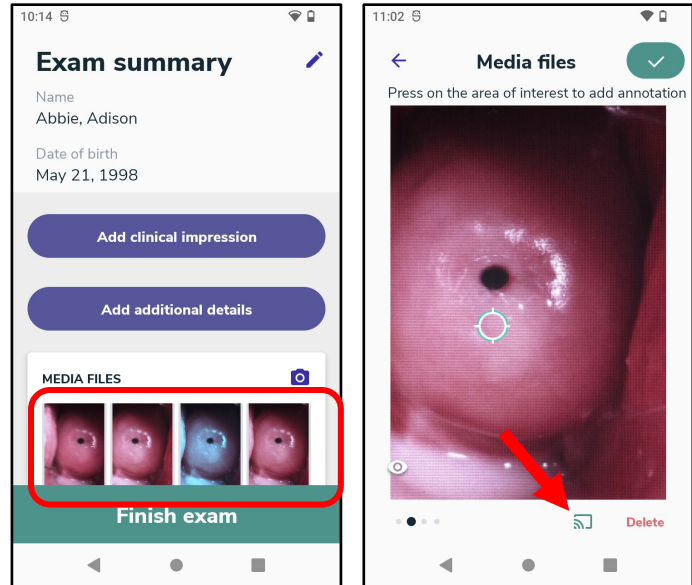 10:14
Exam summary
Name
Abbie, Adison
Date of birth
May 21, 1998
Add clinical impression
Add additional details
MEDIA FILES
Finish exam
11:02
Media files
Press on the area of interest to add annotation
Delete